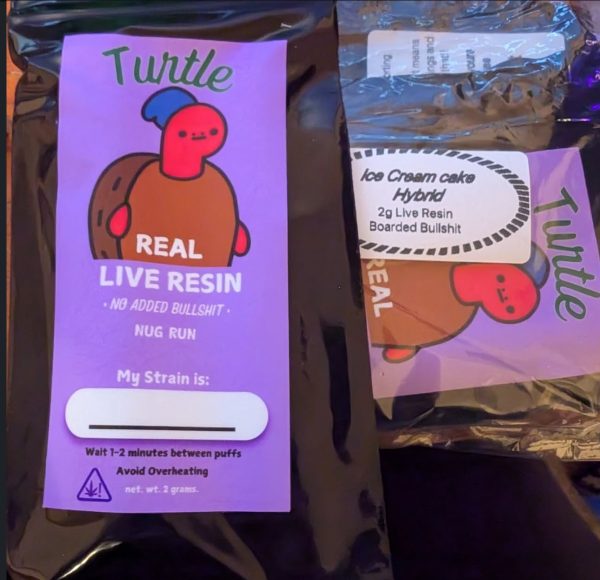 Turtle
REAL
LIVE RESIN
• NO ADDED BULLSHIT •
NUG RUN
My Strain is:
Wait 1-2 minutes between puffs
Avoid Overheating
net. wt. 2 grams.
Ice Cream cake
Hybrid
2g Live Resin
Boarded Bullshit
Turtle
REAL